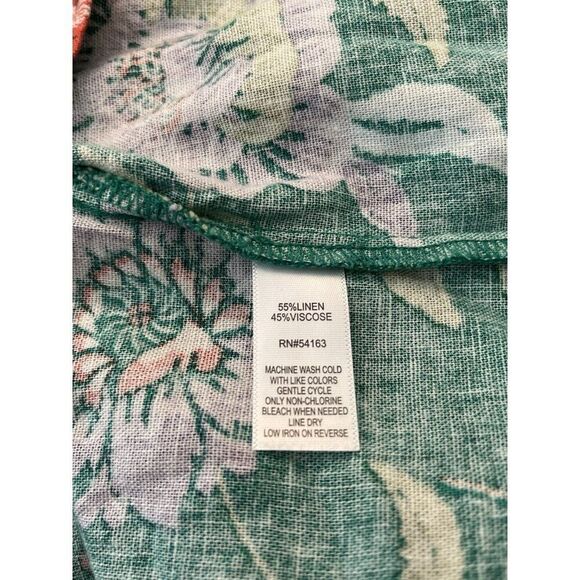 55%LINEN
45%VISCOSE
RN#54163
MACHINE WASH COLD
WITH LIKE COLORS
GENTLE CYCLE
ONLY NON-CHLORINE
BLEACH WHEN NEEDED
LINE DRY
LOW IRON ON REVERSE